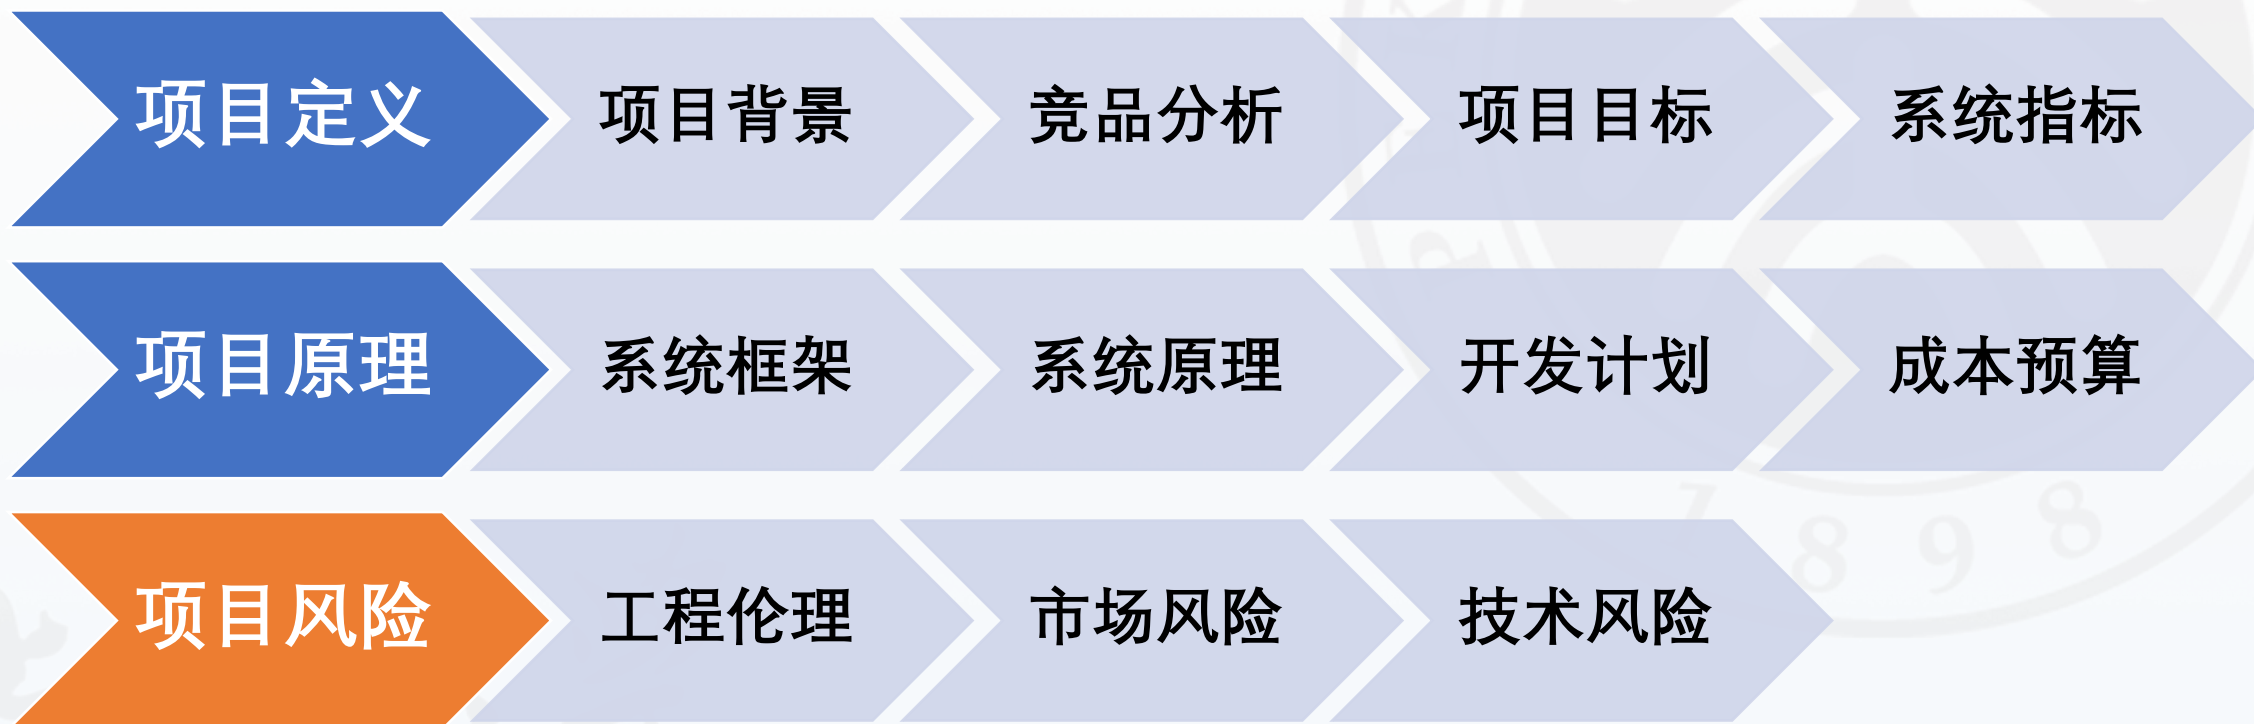 项目定义 项目背景 竞品分析 项目目标 系统指标
项目原理 系统框架 系统原理 开发计划 成本预算
项目风险 工程伦理 市场风险 技术风险
1898